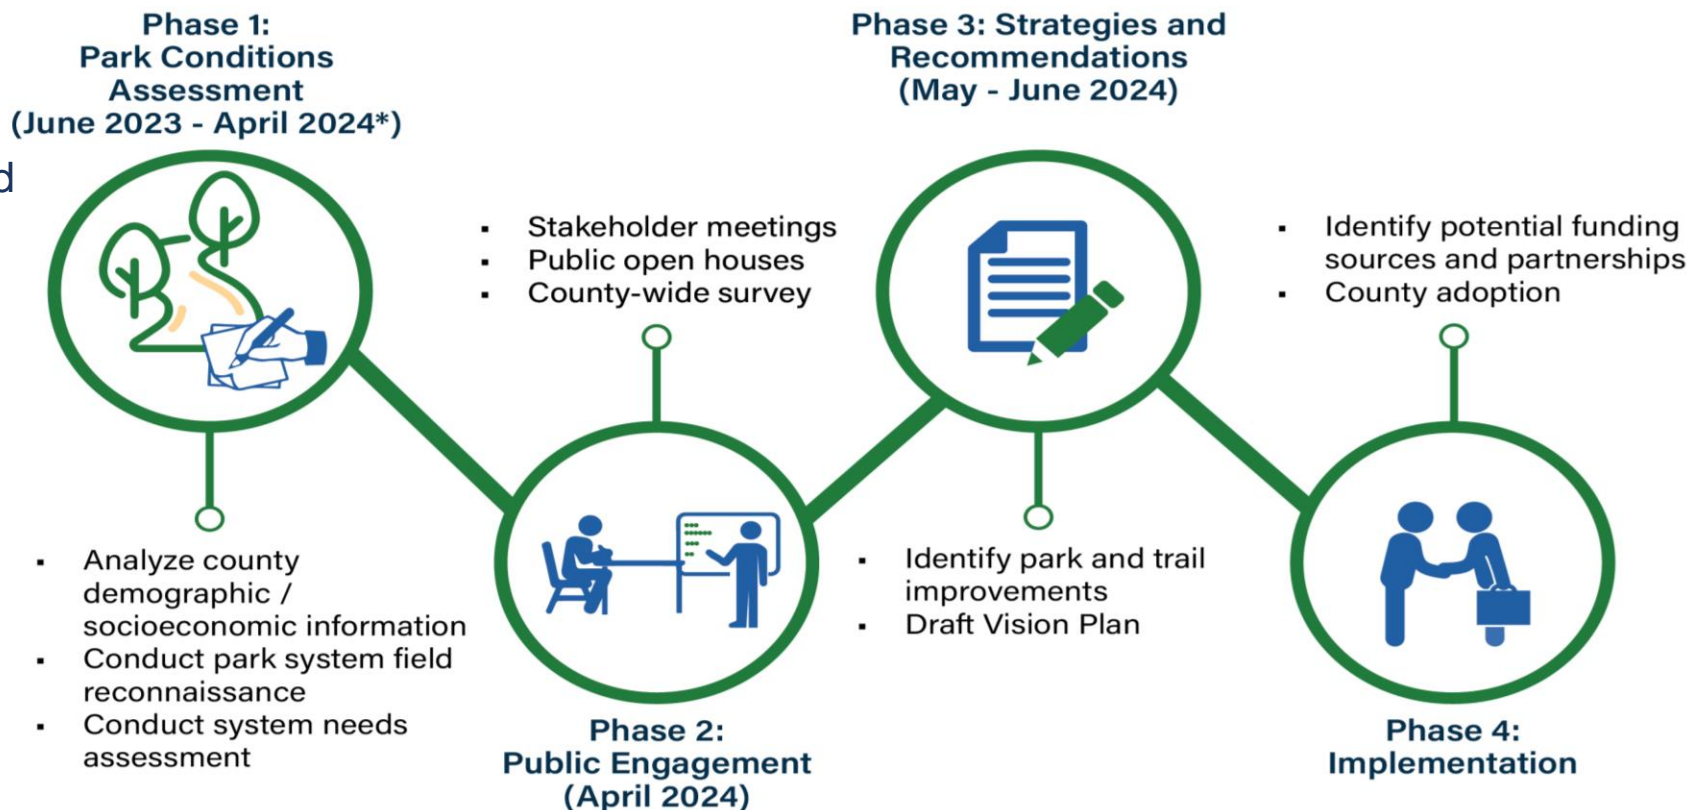 Phase 1:
Park Conditions
Assessment
(June 2023 - April 2024*)
▪ Analyze county
demographic /
socioeconomic information
▪ Conduct park system field
reconnaissance
▪ Conduct system needs
assessment
▪ Stakeholder meetings
▪ Public open houses
▪ County-wide survey
Phase 2:
Public Engagement
(April 2024)
Phase 3: Strategies and
Recommendations
(May - June 2024)
▪ Identify park and trail
improvements
▪ Draft Vision Plan
▪ Identify potential funding
sources and partnerships
▪ County adoption
Phase 4:
Implementation